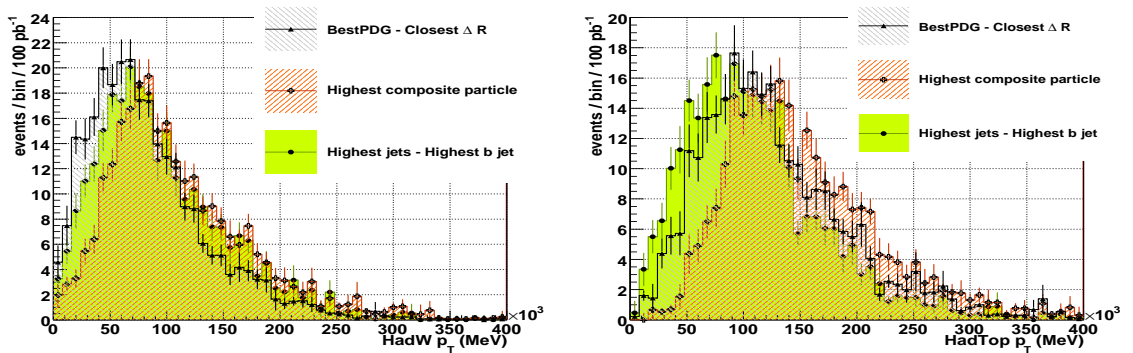 events / bin / 100 pb⁻¹
24
22
20
18
16
14
12
10
8
6
4
2
0
0 50 100 150 200 250 300 350 400
×10³
HadW p_T (MeV)
BestPDG - Closest Δ R
Highest composite particle
Highest jets - Highest b jet
events / bin / 100 pb⁻¹
20
18
16
14
12
10
8
6
4
2
0
0 50 100 150 200 250 300 350 400
×10³
HadTop p_T (MeV)
BestPDG - Closest Δ R
Highest composite particle
Highest jets - Highest b jet